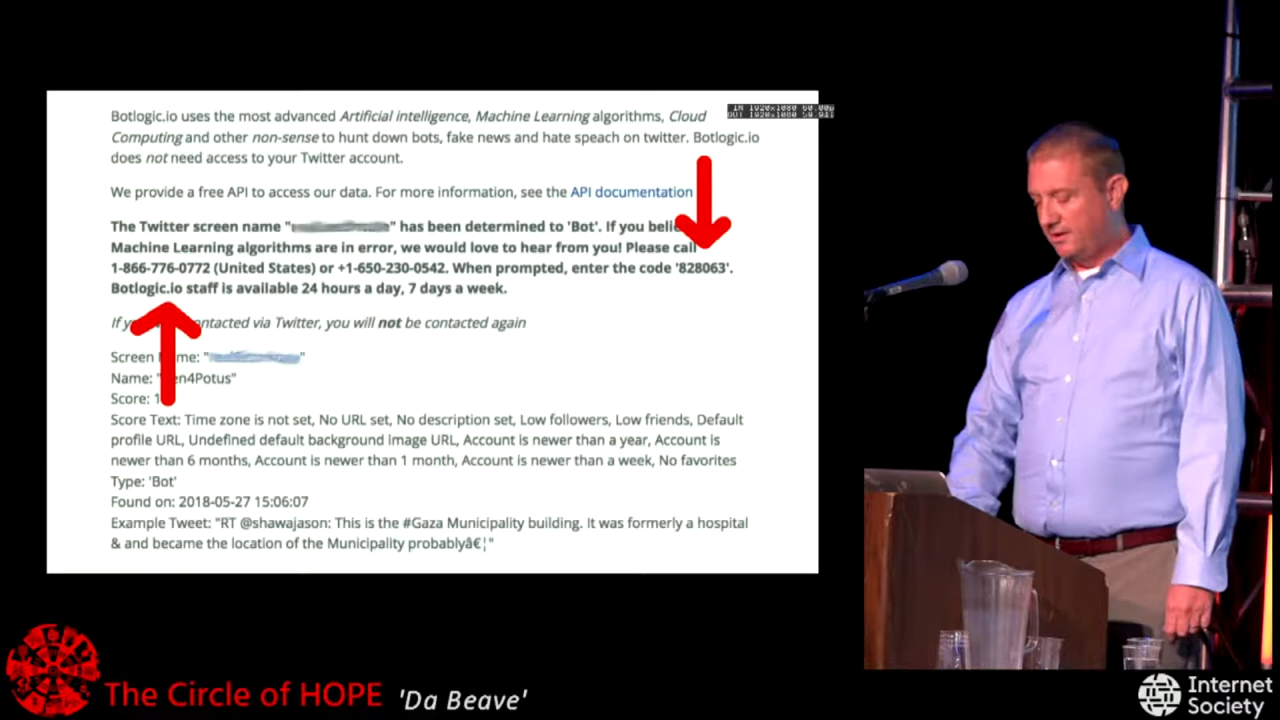 Botlogic.io uses the most advanced Artificial intelligence, Machine Learning algorithms, Cloud
Computing and other non-sense to hunt down bots, fake news and hate speach on twitter. Botlogic.io
does not need access to your Twitter account.
We provide a free API to access our data. For more information, see the API documentation
The Twitter screen name " " has been determined to 'Bot'. If you
Machine Learning algorithms are in error, we would love to hear from you! Please call
1-866-776-0772 (United States) or +1-650-230-0542. When prompted, enter the code '828063'.
Botlogic.io staff is available 24 hours a day, 7 days a week.
If contacted via Twitter, you will not be contacted again
Screen Name: " "
Name:
Score:
Score Text: Time zone is not set, No URL set, No description set, Low followers, Low friends, Default
profile URL, Undefined default background image URL, Account is newer than a year, Account is
newer than 6 months, Account is newer than 1 month, Account is newer than a week, No favorites
Type: 'Bot'
Found on: 2018-05-27 15:06:07
Example Tweet: "RT @shawajason: This is the #Gaza Municipality building. It was formerly a hospital
& and became the location of the Municipality probablyâ€¦"
IN 1920x1080
OUT 1920x1080
The Circle of HOPE 'Da Beave'
Internet
Society